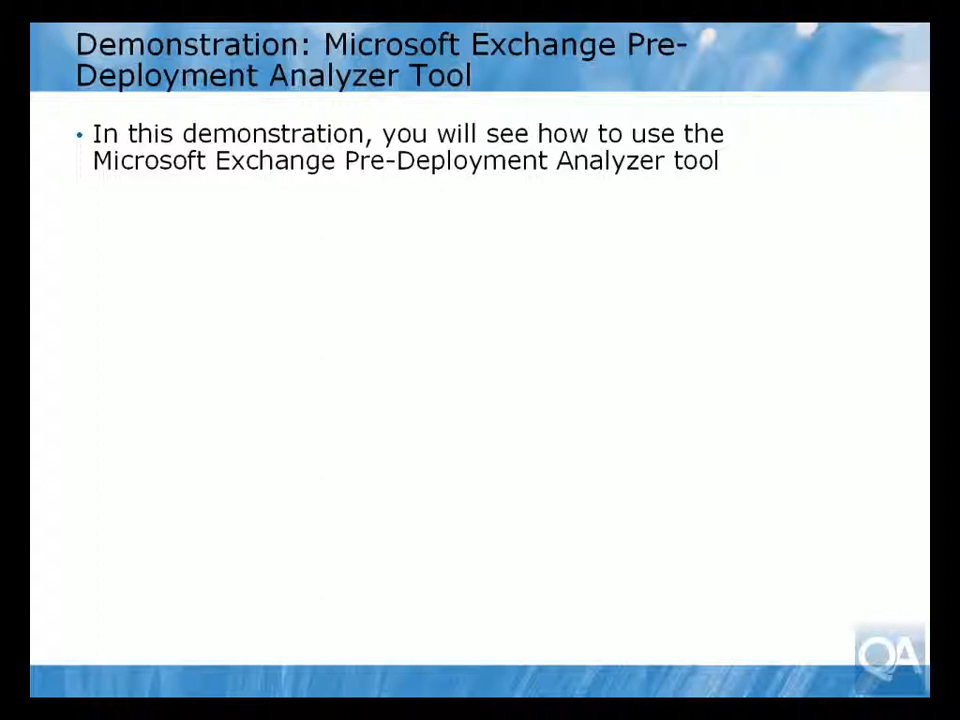 Demonstration: Microsoft Exchange Pre-
Deployment Analyzer Tool
• In this demonstration, you will see how to use the
Microsoft Exchange Pre-Deployment Analyzer tool
QA